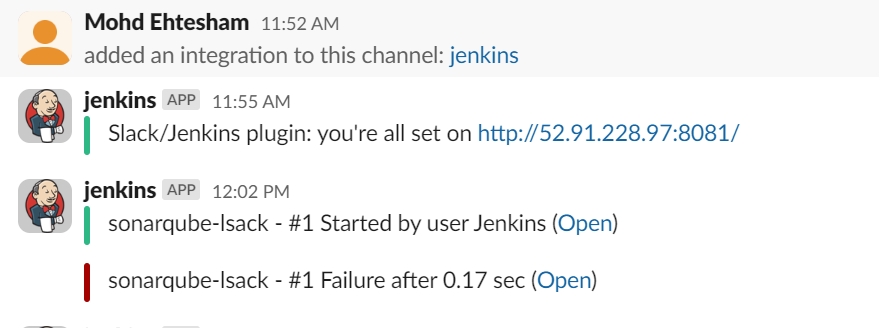 Mohd Ehtesham 11:52 AM
added an integration to this channel: jenkins
jenkins APP 11:55 AM
Slack/Jenkins plugin: you're all set on http://52.91.228.97:8081/
jenkins APP 12:02 PM
sonarqube-lsack - #1 Started by user Jenkins (Open)
sonarqube-lsack - #1 Failure after 0.17 sec (Open)